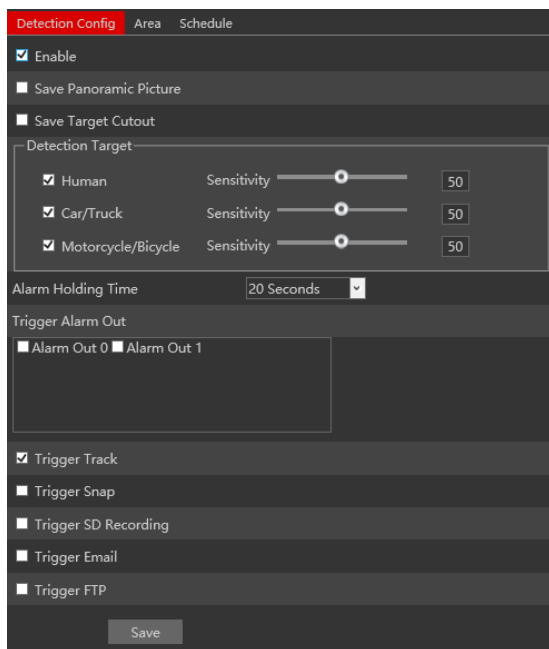 Detection Config Area Schedule
Enable
Save Panoramic Picture
Save Target Cutout
Detection Target
Human Sensitivity 50
Car/Truck Sensitivity 50
Motorcycle/Bicycle Sensitivity 50
Alarm Holding Time 20 Seconds
Trigger Alarm Out
Alarm Out 0 Alarm Out 1
Trigger Track
Trigger Snap
Trigger SD Recording
Trigger Email
Trigger FTP
Save